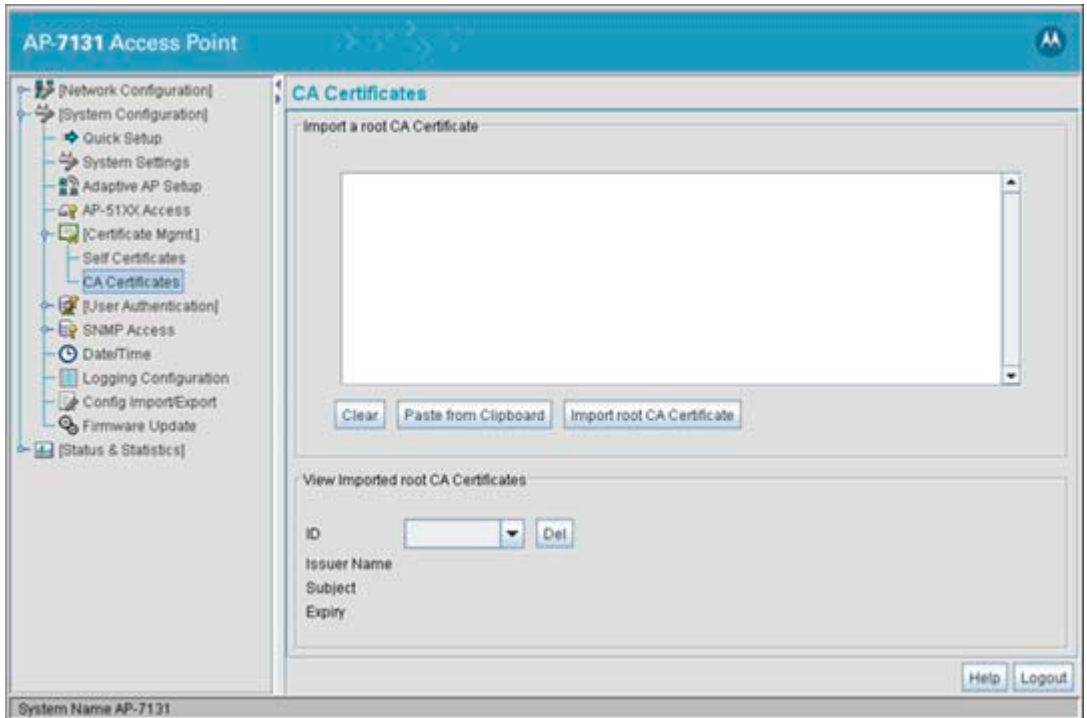 AP-7131 Access Point
[Network Configuration]
[System Configuration]
Quick Setup
System Settings
Adaptive AP Setup
AP-51XX Access
[Certificate Mgmt.]
Self Certificates
CA Certificates
[User Authentication]
SNMP Access
Date/Time
Logging Configuration
Config Import/Export
Firmware Update
[Status & Statistics]
CA Certificates
Import a root CA Certificate
Clear
Paste from Clipboard
Import root CA Certificate
View Imported root CA Certificates
ID
Del
Issuer Name
Subject
Expiry
Help
Logout
System Name AP-7131